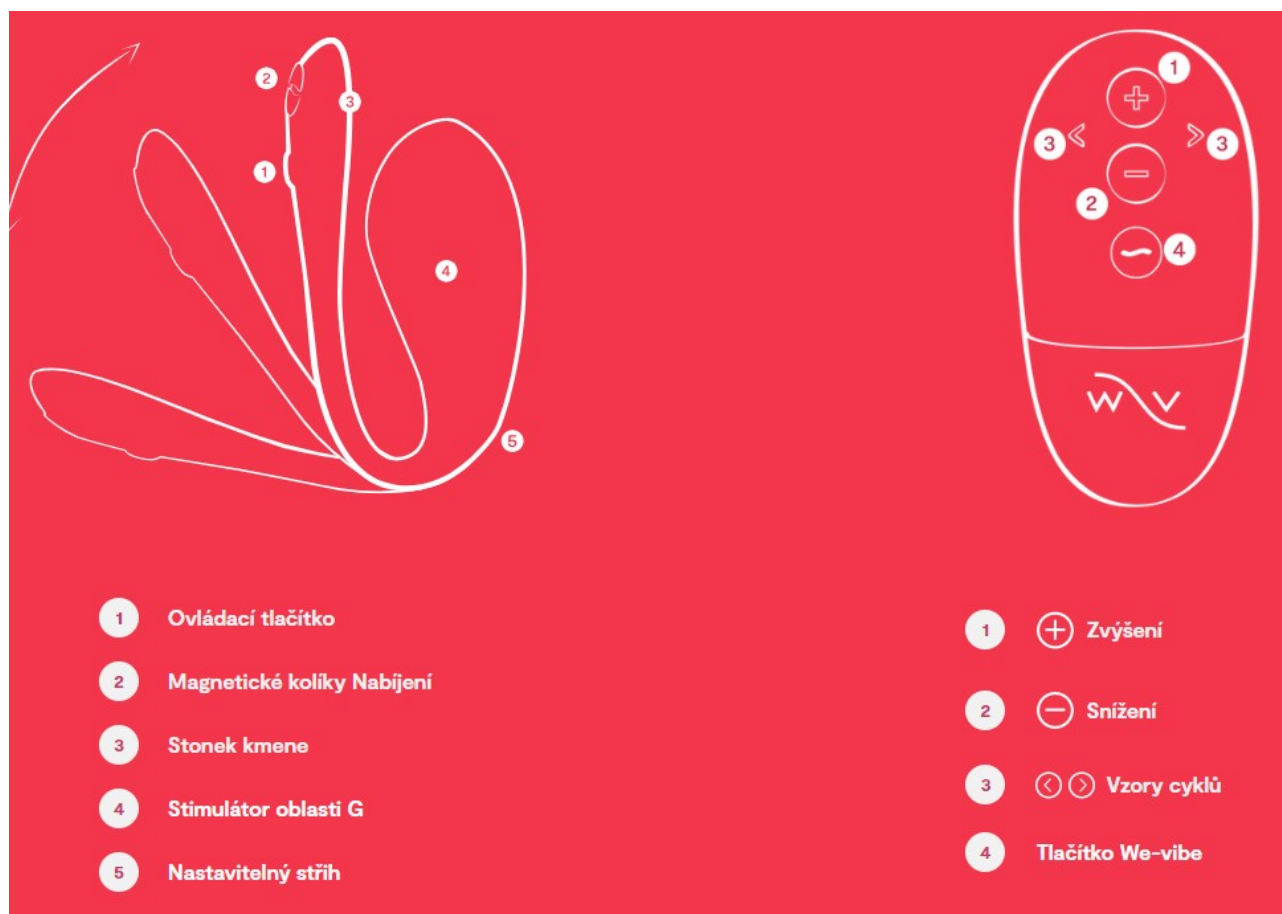 2
3
1
4
5
1
3
3
2
4
W V
1 Ovládací tlačítko
2 Magnetické kolíky Nabíjení
3 Stonek kmene
4 Stimulátor oblasti G
5 Nastavitelný střih
1 + Zvýšení
2 − Snížení
3 < > Vzory cyklů
4 Tlačítko We-vibe